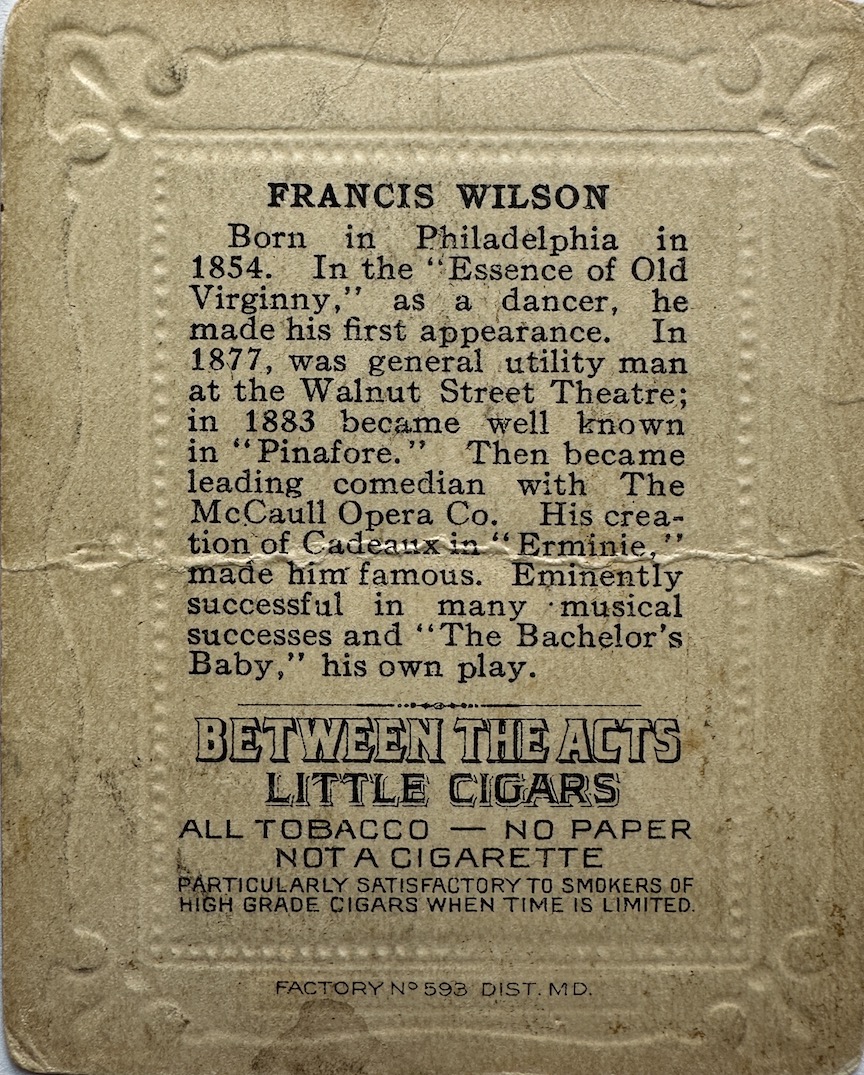 FRANCIS WILSON
Born in Philadelphia in
1854. In the “Essence of Old
Virginny,” as a dancer, he
made his first appearance. In
1877, was general utility man
at the Walnut Street Theatre;
in 1883 became well known
in “Pinafore.” Then became
leading comedian with The
McCaull Opera Co. His crea-
tion of Cadeaux in “Erminie,”
made him famous. Eminently
successful in many musical
successes and “The Bachelor’s
Baby,” his own play.
BETWEEN THE ACTS
LITTLE CIGARS
ALL TOBACCO — NO PAPER
NOT A CIGARETTE
PARTICULARLY SATISFACTORY TO SMOKERS OF
HIGH GRADE CIGARS WHEN TIME IS LIMITED.
FACTORY Nº 593 DIST. MD.